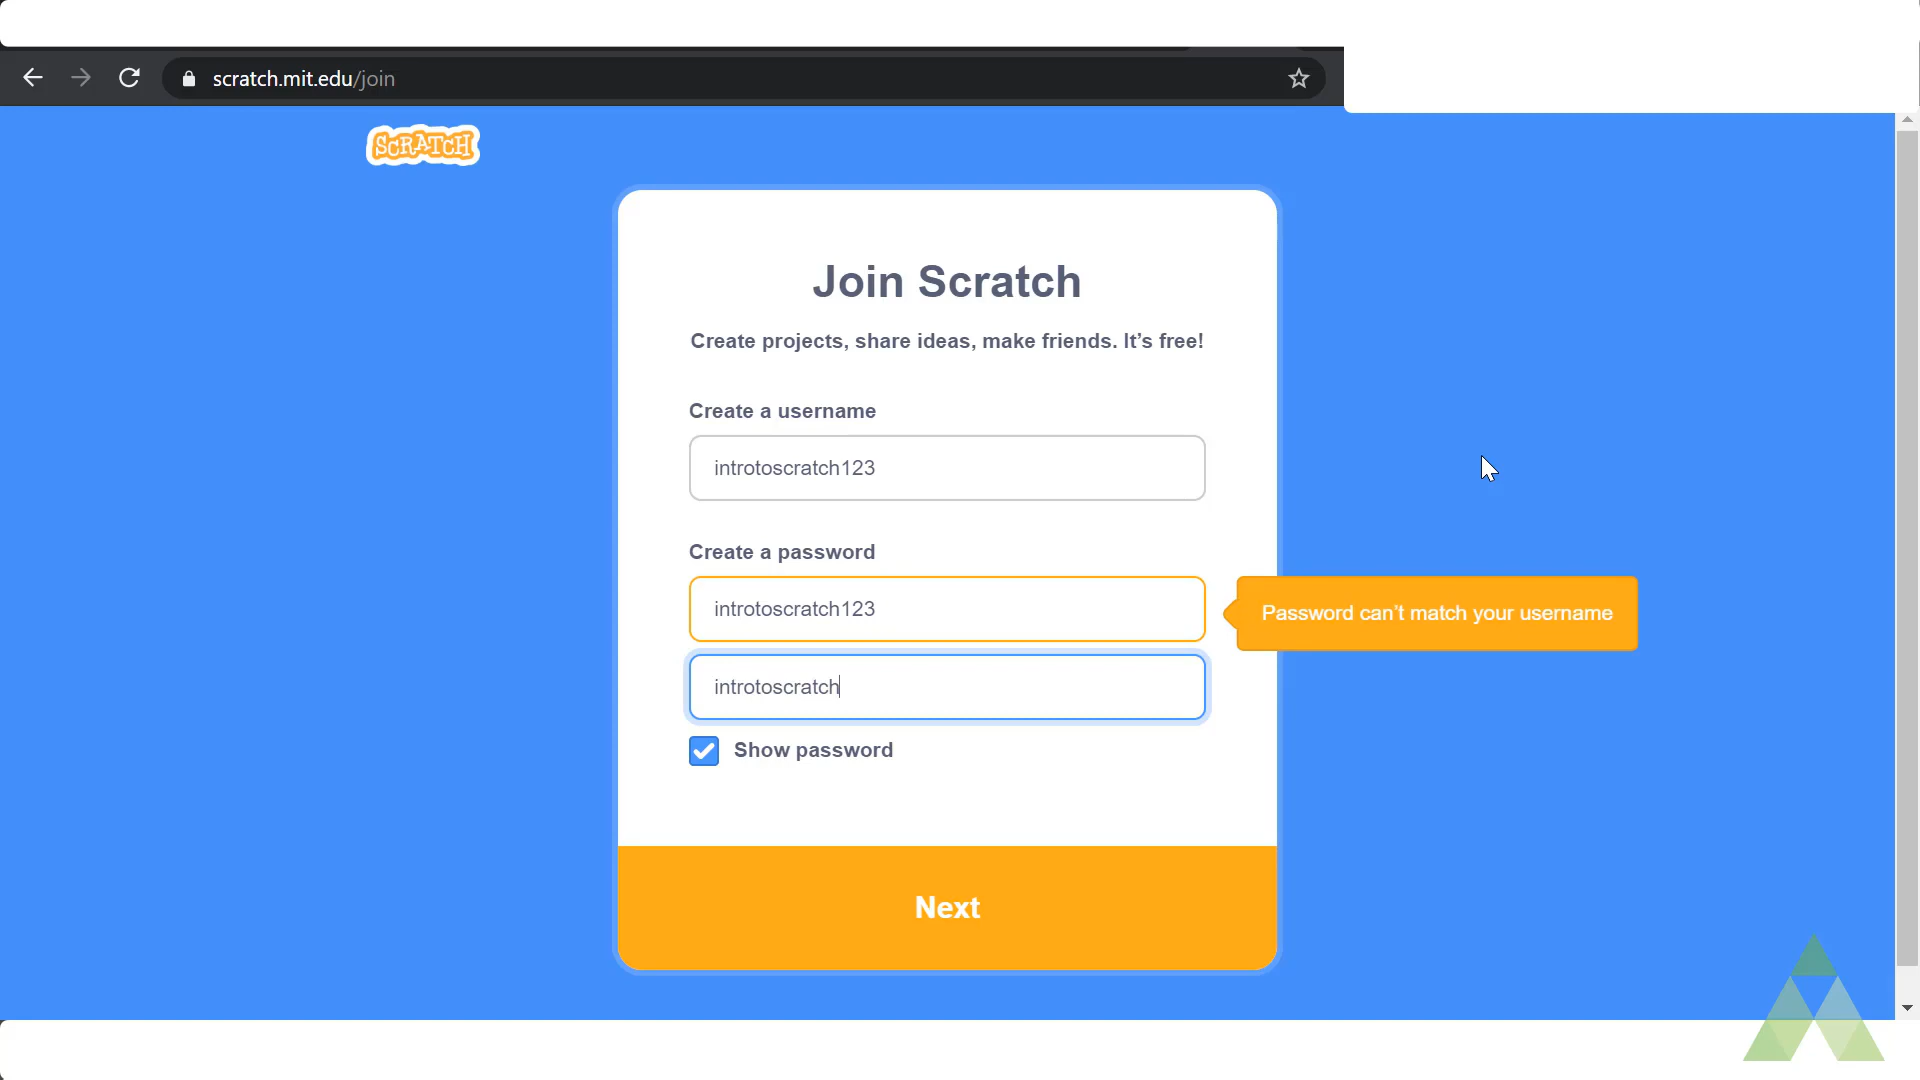 scratch.mit.edu/join
SCRATCH
Join Scratch
Create projects, share ideas, make friends. It’s free!
Create a username
introtoscratch123
Create a password
introtoscratch123
Password can’t match your username
introtoscratch
Show password
Next